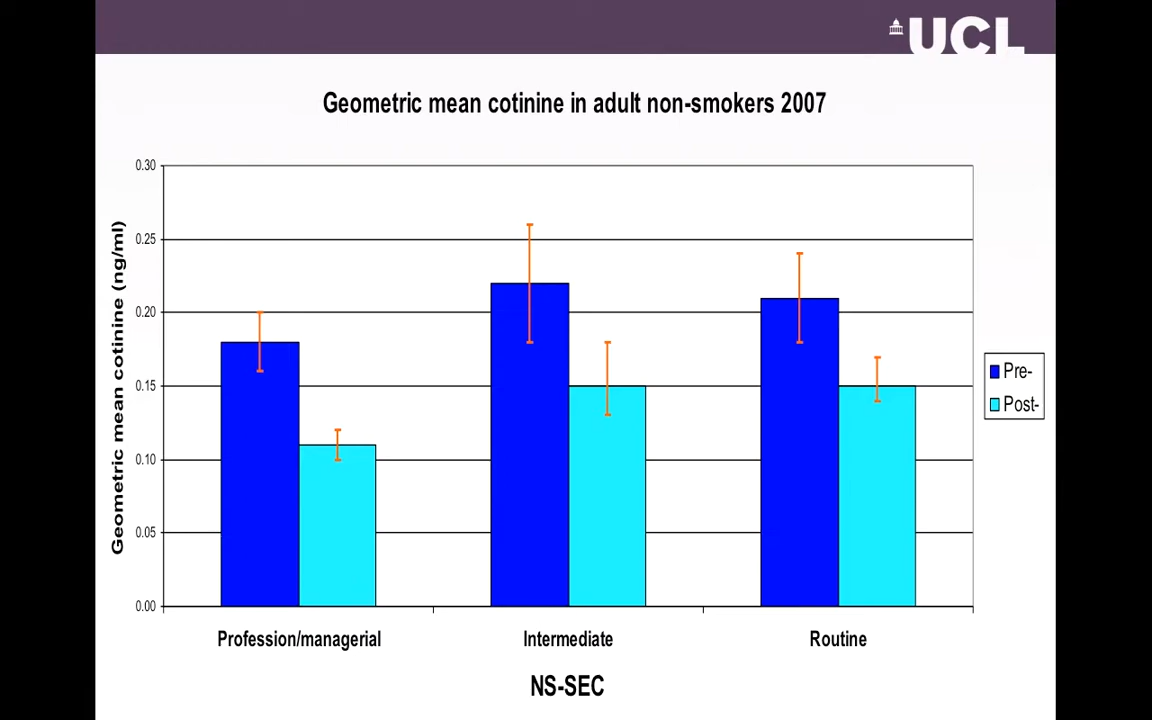 UCL
Geometric mean cotinine in adult non-smokers 2007
Geometric mean cotinine (ng/ml)
0.30
0.25
0.20
0.15
0.10
0.05
0.00
Profession/managerial
Intermediate
Routine
NS-SEC
Pre-
Post-